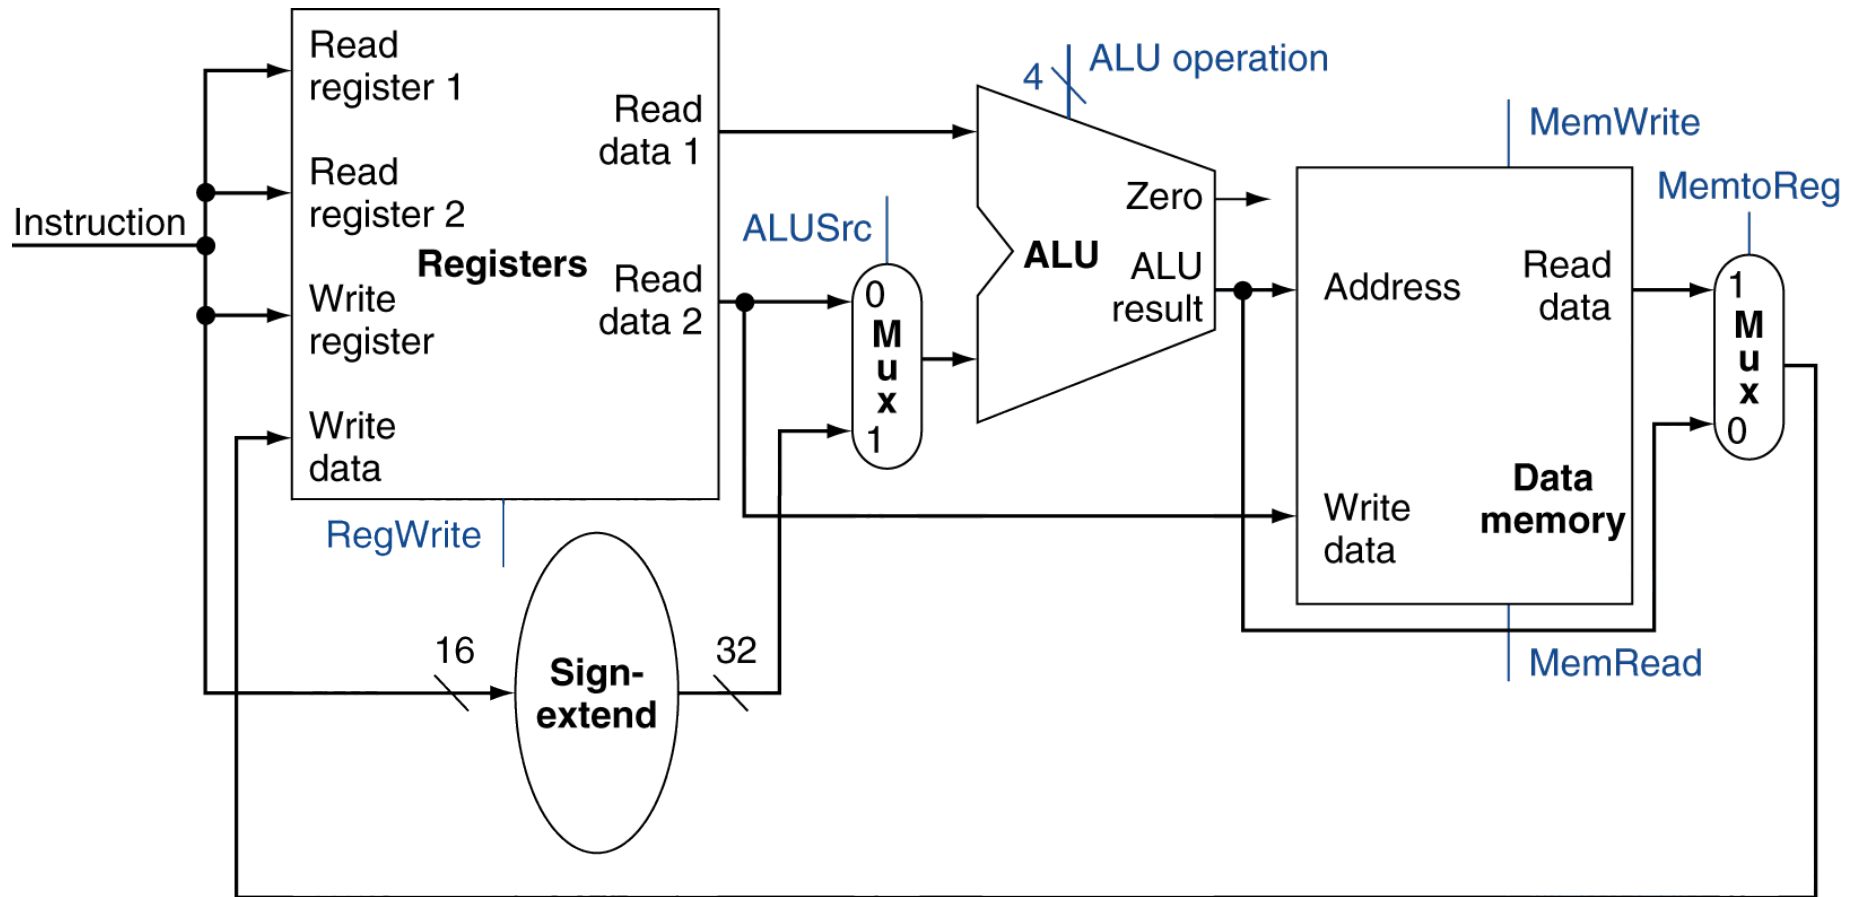 Instruction
Read
register 1
Read
register 2
Write
register
Write
data
Registers
Read
data 1
Read
data 2
RegWrite
16
Sign-
extend
32
ALUSrc
0
M
u
x
1
4
ALU operation
ALU
Zero
ALU
result
MemWrite
Address
Read
data
Write
data
Data
memory
MemRead
MemtoReg
1
M
u
x
0